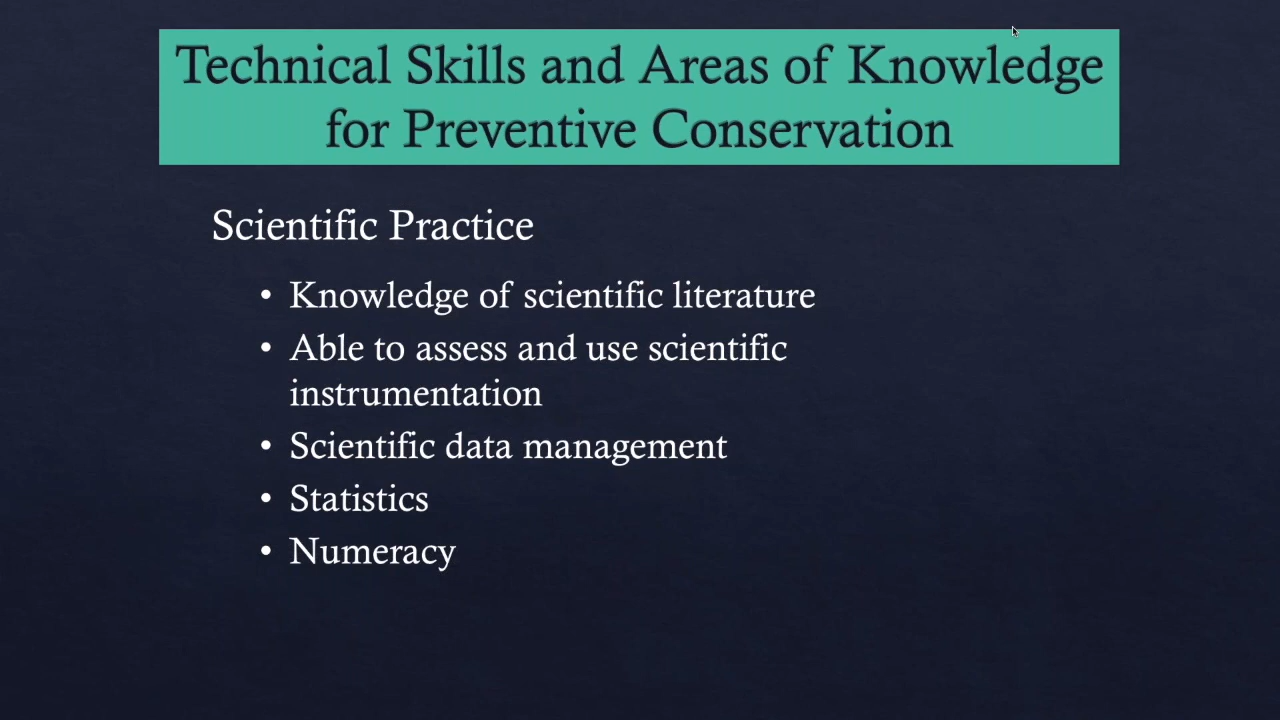 Technical Skills and Areas of Knowledge
for Preventive Conservation
Scientific Practice
• Knowledge of scientific literature
• Able to assess and use scientific
instrumentation
• Scientific data management
• Statistics
• Numeracy